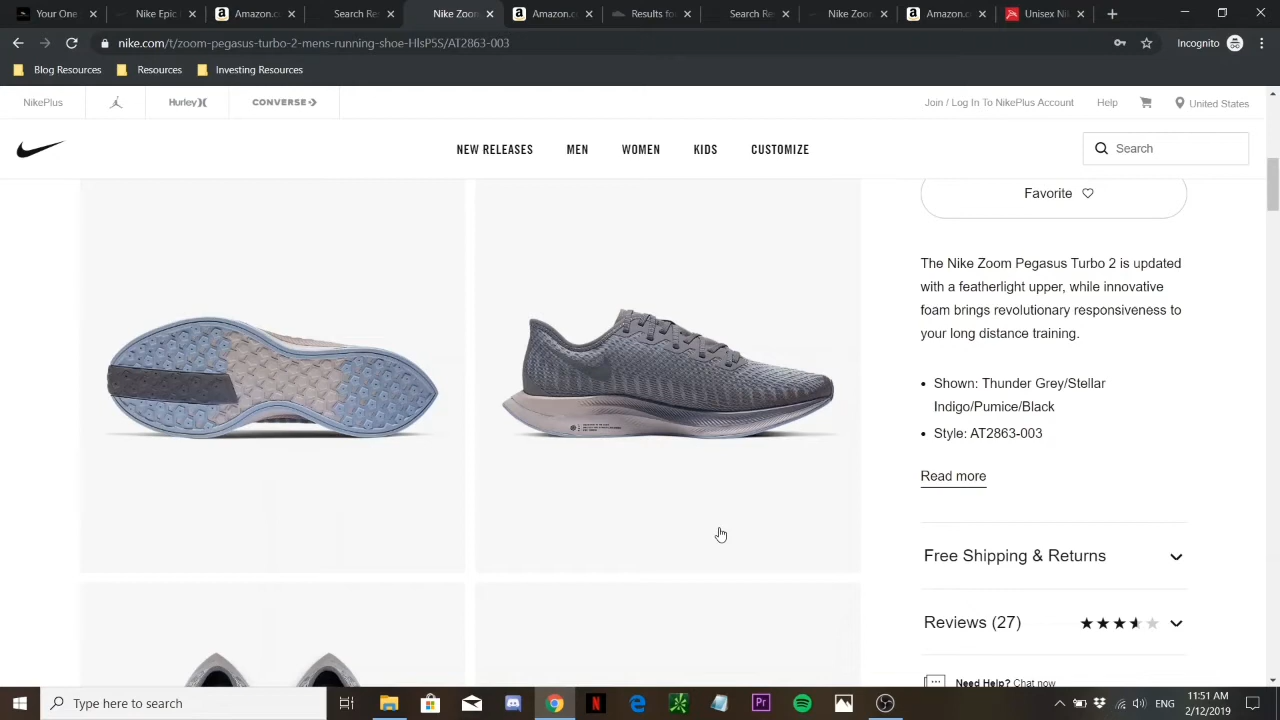 Your One
Nike Epic
Amazon.c
Search Re
Nike Zoom
Amazon.c
Results fo
Search Re
Nike Zoo
Amazon.c
Unisex Nik
nike.com/t/zoom-pegasus-turbo-2-mens-running-shoe-HlsP5S/AT2863-003
Incognito
Blog Resources
Resources
Investing Resources
NikePlus
Hurley
CONVERSE
Join / Log In To NikePlus Account
Help
United States
NEW RELEASES
MEN
WOMEN
KIDS
CUSTOMIZE
Search
Favorite
The Nike Zoom Pegasus Turbo 2 is updated
with a featherlight upper, while innovative
foam brings revolutionary responsiveness to
your long distance training.
• Shown: Thunder Grey/Stellar
Indigo/Pumice/Black
• Style: AT2863-003
Read more
Free Shipping & Returns
Reviews (27)
Need Help? Chat now
Type here to search
ENG
11:51 AM
2/12/2019